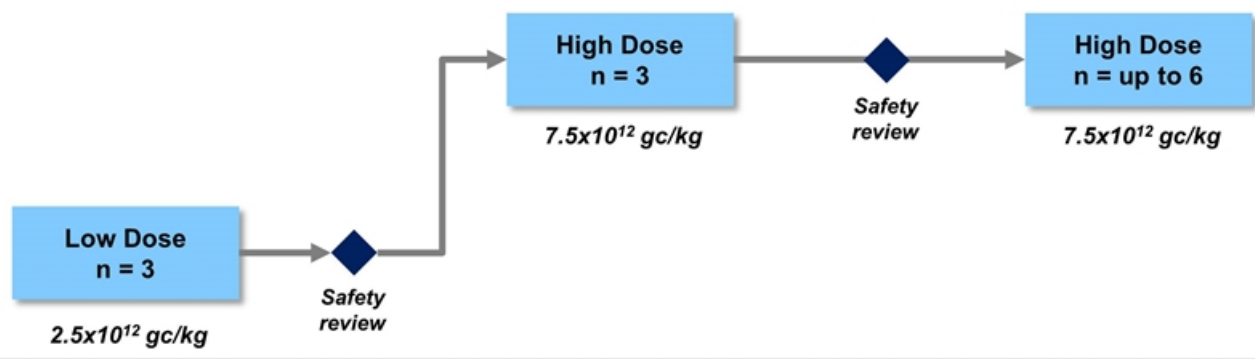 High Dose
n = 3
7.5x10¹² gc/kg
Safety
review
High Dose
n = up to 6
7.5x10¹² gc/kg
Low Dose
n = 3
2.5x10¹² gc/kg
Safety
review